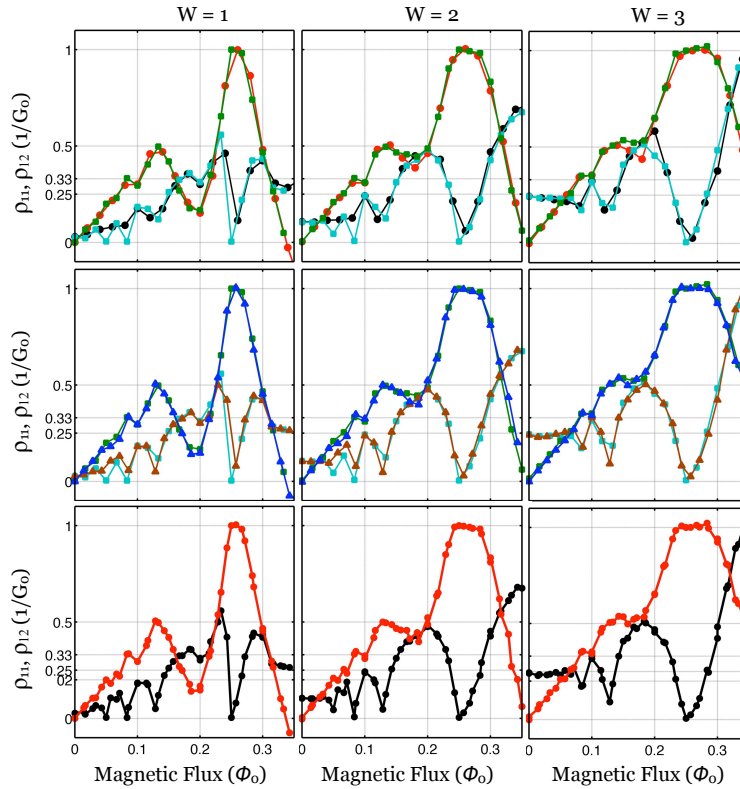 W = 1 W = 2 W = 3
1
0.5
0.33
0.25
0
ρ₁₁, ρ₁₂ (1/G₀)
1
0.5
0.33
0.25
0
ρ₁₁, ρ₁₂ (1/G₀)
1
0.5
0.33
0.25
0.2
0
ρ₁₁, ρ₁₂ (1/G₀)
0 0.1 0.2 0.3 0 0.1 0.2 0.3 0 0.1 0.2 0.3
Magnetic Flux (Φ₀) Magnetic Flux (Φ₀) Magnetic Flux (Φ₀)